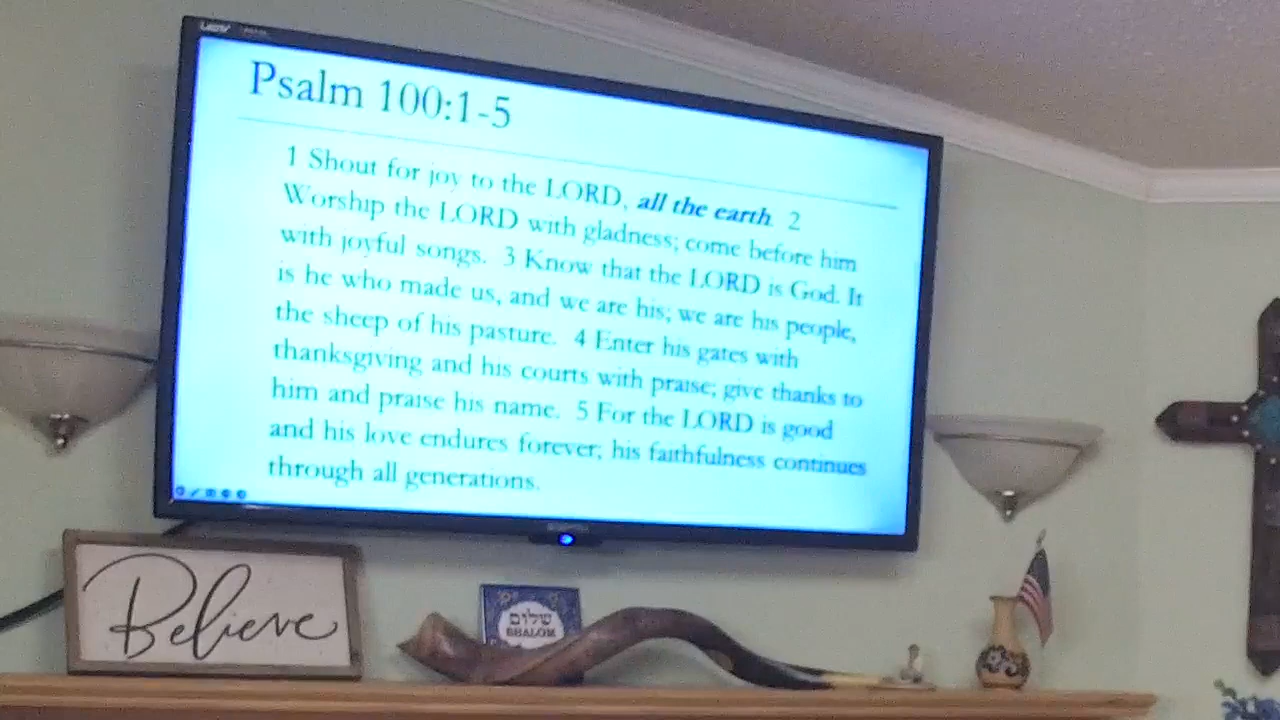 Psalm 100:1-5
1 Shout for joy to the LORD, all the earth. 2
Worship the LORD with gladness; come before him
with joyful songs. 3 Know that the LORD is God. It
is he who made us, and we are his; we are his people,
the sheep of his pasture. 4 Enter his gates with
thanksgiving and his courts with praise; give thanks to
him and praise his name. 5 For the LORD is good
and his love endures forever; his faithfulness continues
through all generations.
Believe
שלום
SHALOM